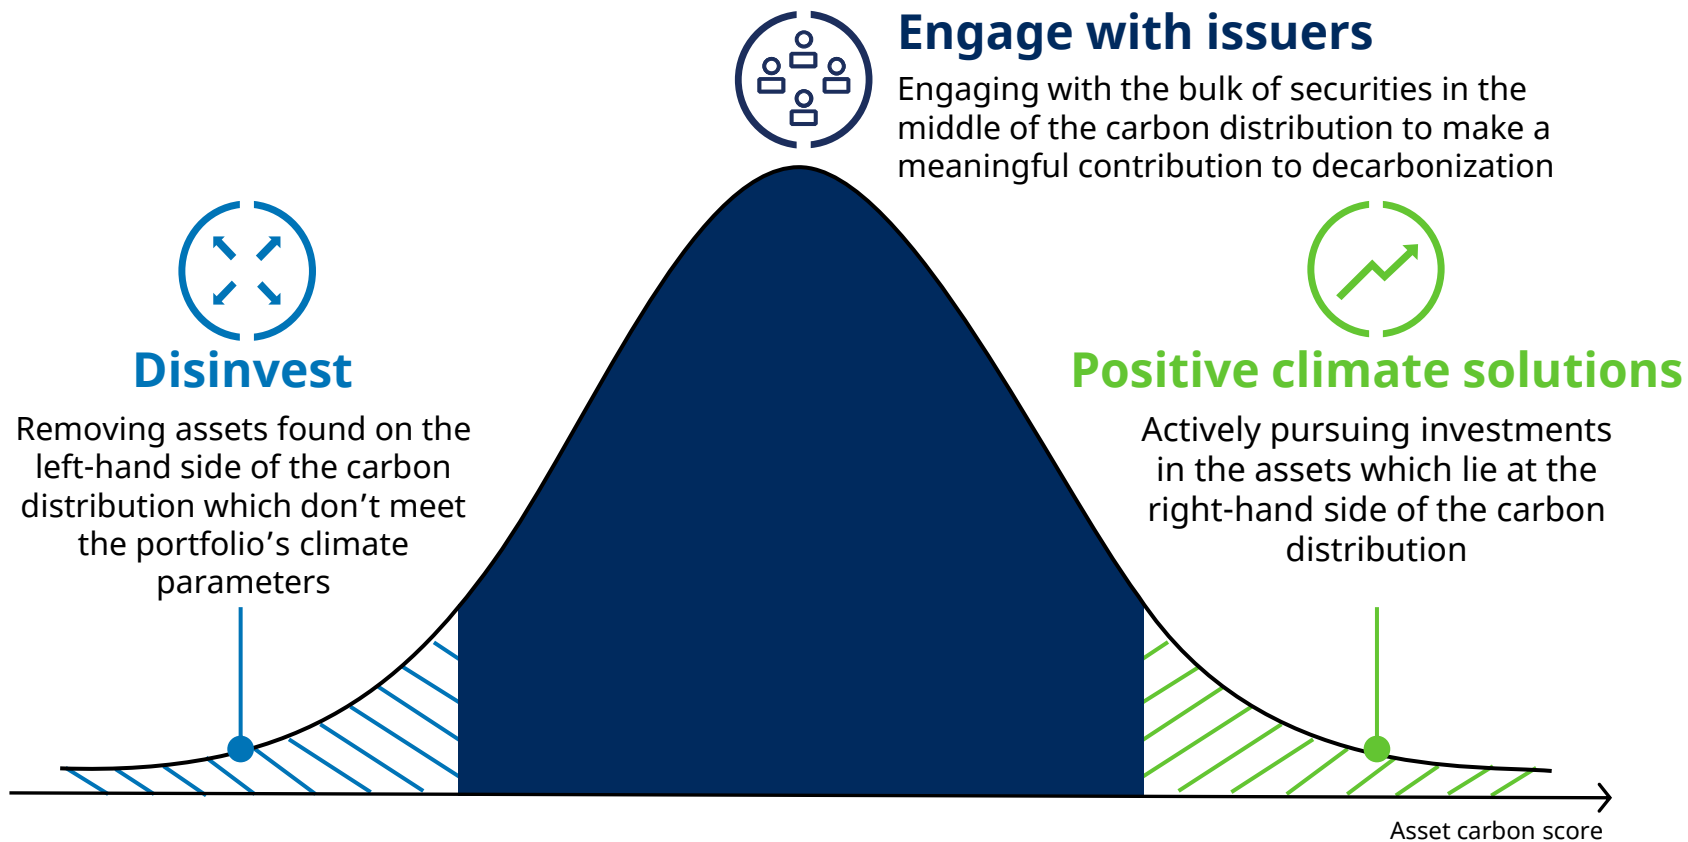 Engage with issuers
Engaging with the bulk of securities in the
middle of the carbon distribution to make a
meaningful contribution to decarbonization
Disinvest
Removing assets found on the
left-hand side of the carbon
distribution which don’t meet
the portfolio’s climate
parameters
Positive climate solutions
Actively pursuing investments
in the assets which lie at the
right-hand side of the carbon
distribution
Asset carbon score